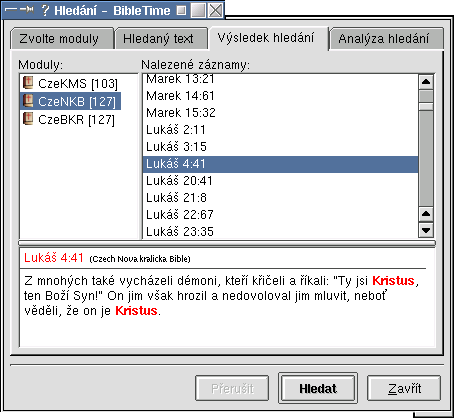 ? Hledání - BibleTime
Zvolte moduly
Hledaný text
Výsledek hledání
Analýza hledání
Moduly:
CzeKMS [103]
CzeNKB [127]
CzeBKR [127]
Nalezené záznamy:
Marek 13:21
Marek 14:61
Marek 15:32
Lukáš 2:11
Lukáš 3:15
Lukáš 4:41
Lukáš 20:41
Lukáš 21:8
Lukáš 22:67
Lukáš 23:35
Lukáš 4:41 (Czech Nova kralicka Bible)
Z mnohých také vycházeli démoni, kteří křičeli a říkali: "Ty jsi Kristus,
ten Boží Syn!" On jim však hrozil a nedovoloval jim mluvit, neboť
věděli, že on je Kristus.
Přerušit
Hledat
Zavřít